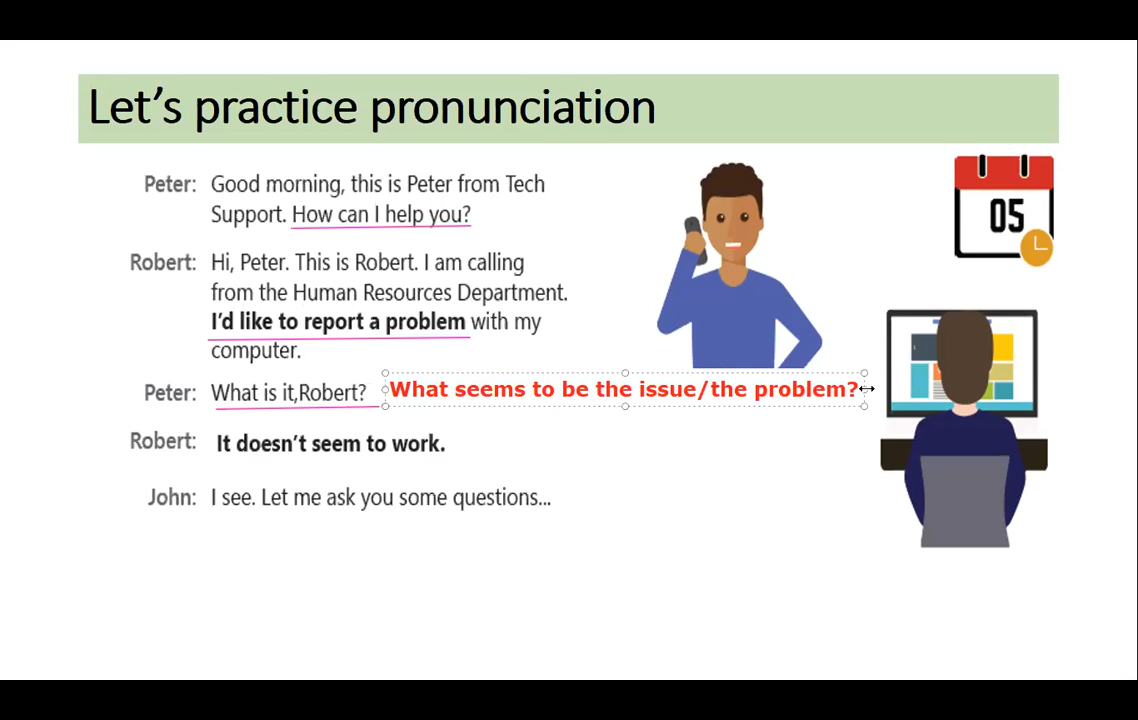 Let's practice pronunciation
05
Peter: Good morning, this is Peter from Tech
Support. How can I help you?
Robert: Hi, Peter. This is Robert. I am calling
from the Human Resources Department.
I'd like to report a problem with my
computer.
Peter: What is it,Robert? What seems to be the issue/the problem?
Robert: It doesn't seem to work.
John: I see. Let me ask you some questions...